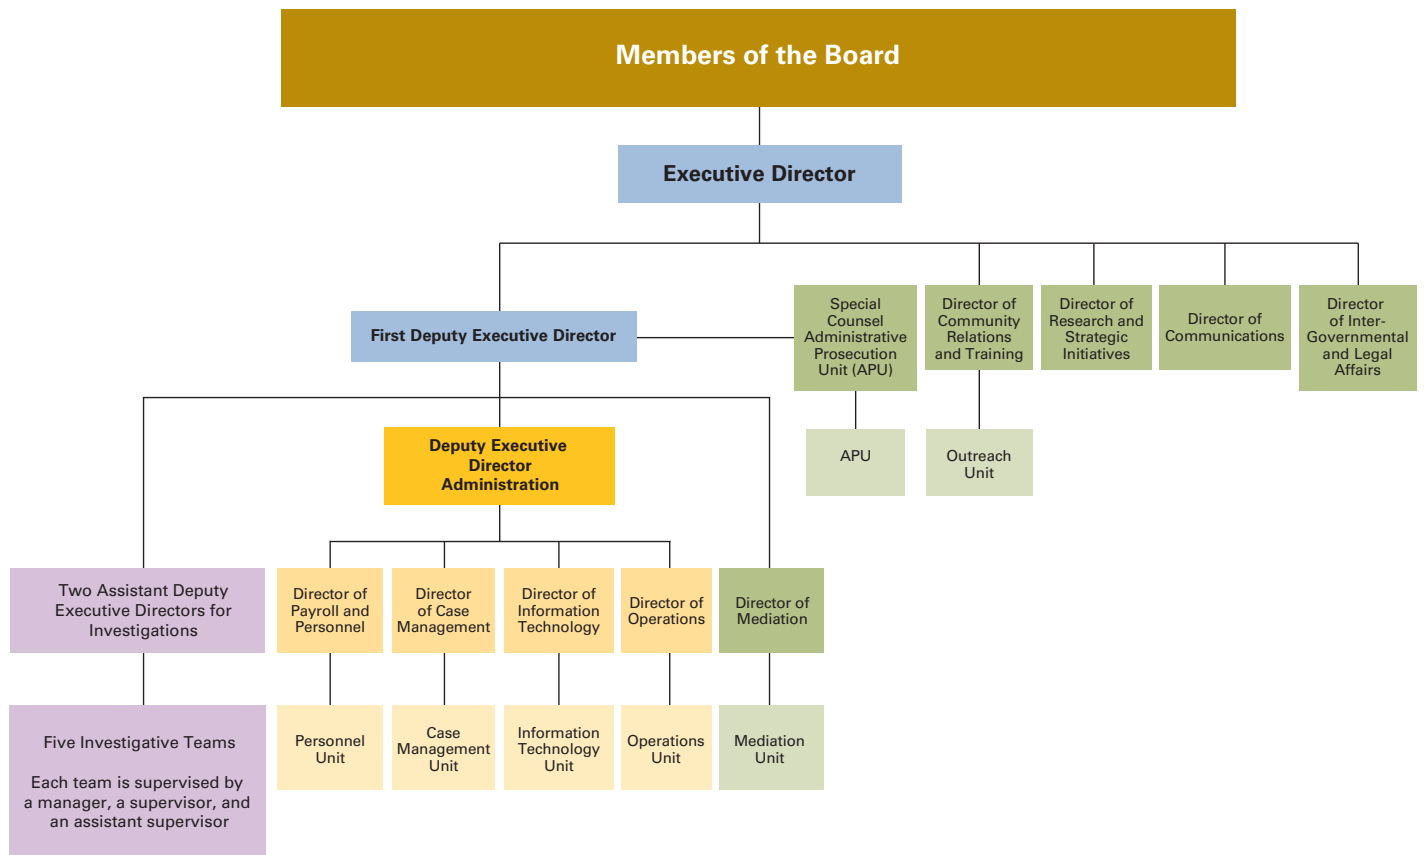 Members of the Board
Executive Director
First Deputy Executive Director
Special
Counsel
Administrative
Prosecution
Unit (APU)
Director of
Community
Relations
and Training
Director of
Research and
Strategic
Initiatives
Director of
Communications
Director
of Inter-
Governmental
and Legal
Affairs
APU
Outreach
Unit
Deputy Executive
Director
Administration
Two Assistant Deputy
Executive Directors for
Investigations
Director of
Payroll and
Personnel
Director
of Case
Management
Director of
Information
Technology
Director of
Operations
Director of
Mediation
Five Investigative Teams
Each team is supervised by
a manager, a supervisor, and
an assistant supervisor
Personnel
Unit
Case
Management
Unit
Information
Technology
Unit
Operations
Unit
Mediation
Unit